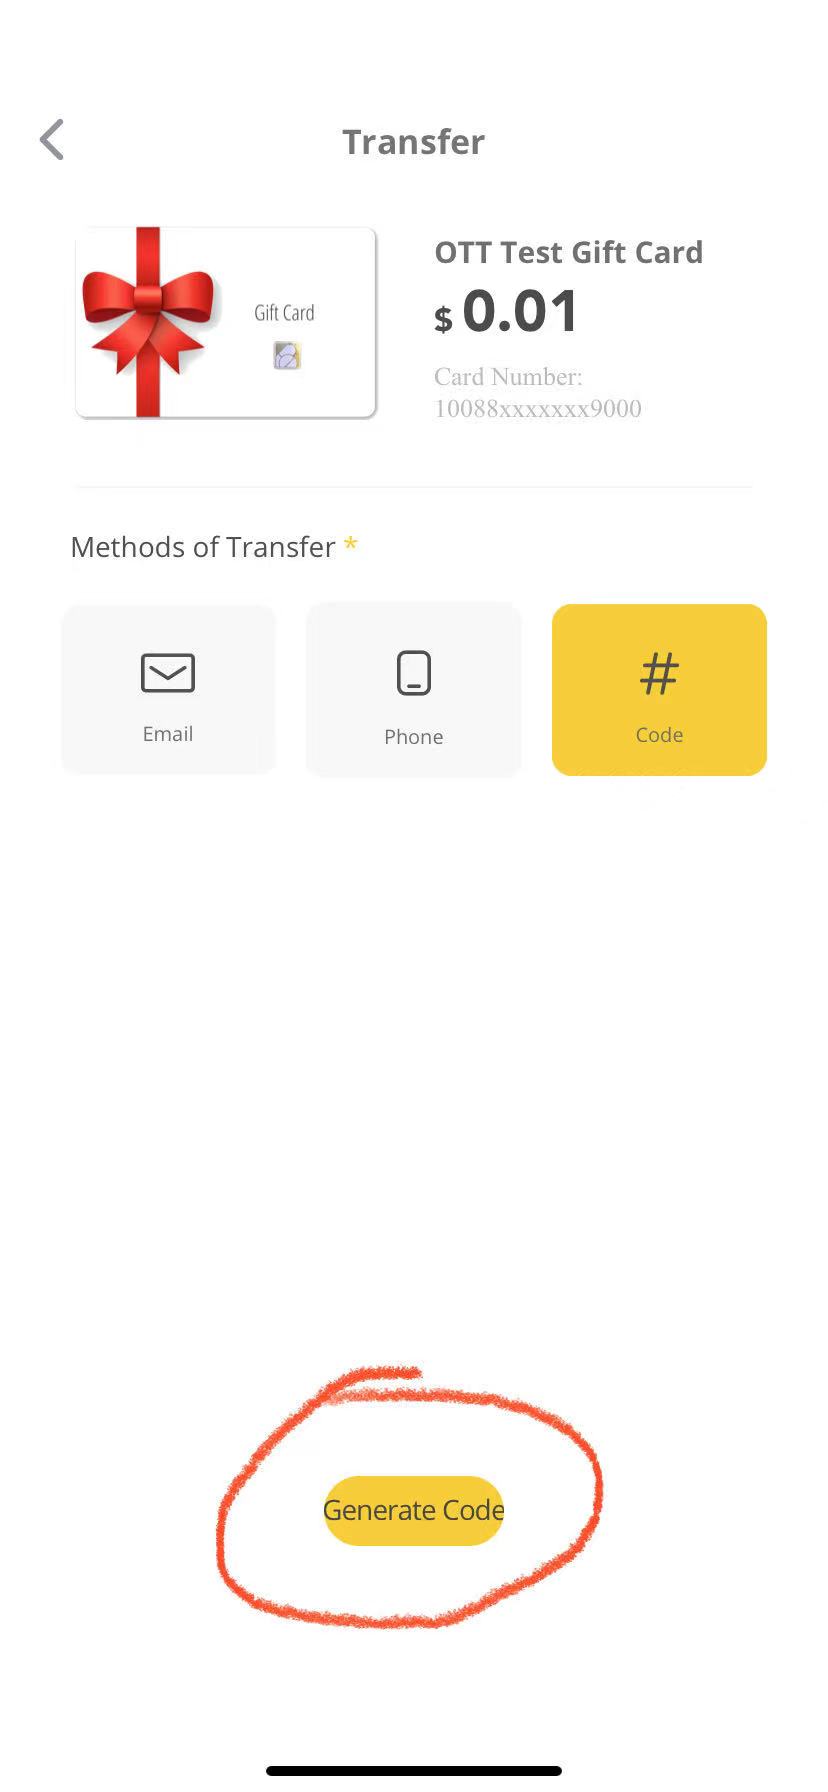 Transfer
Gift Card
OTT Test Gift Card
$ 0.01
Card Number:
10088xxxxxxx9000
Methods of Transfer *
Email
Phone
# 
Code
Generate Code